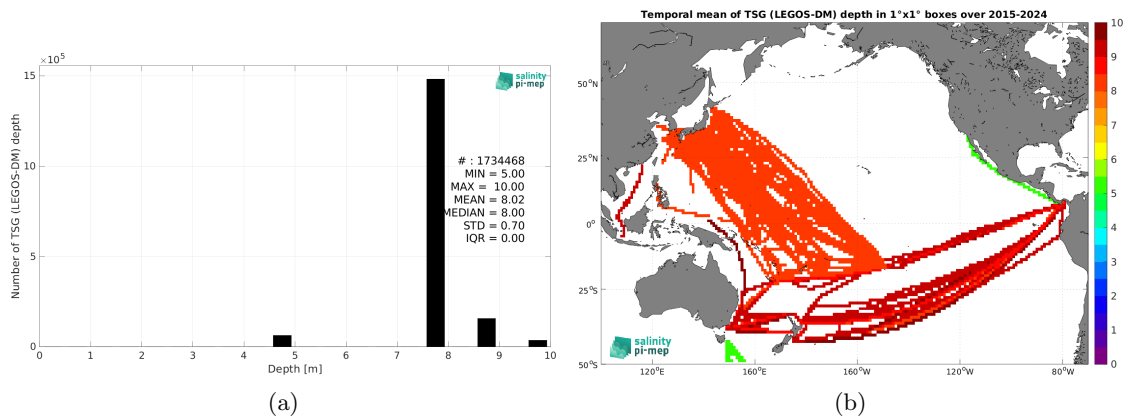 ×10⁵
15
10
5
0
Number of TSG (LEGOS-DM) depth
salinity
pi-mep
# : 1734468
MIN = 5.00
MAX = 10.00
MEAN = 8.02
MEDIAN = 8.00
STD = 0.70
IQR = 0.00
0 1 2 3 4 5 6 7 8 9 10
Depth [m]
(a)
Temporal mean of TSG (LEGOS-DM) depth in 1°x1° boxes over 2015-2024
50°N
25°N
0°
25°S
50°S
120°E 160°E 160°W 120°W 80°W
salinity
pi-mep
10
9
8
7
6
5
4
3
2
1
0
(b)